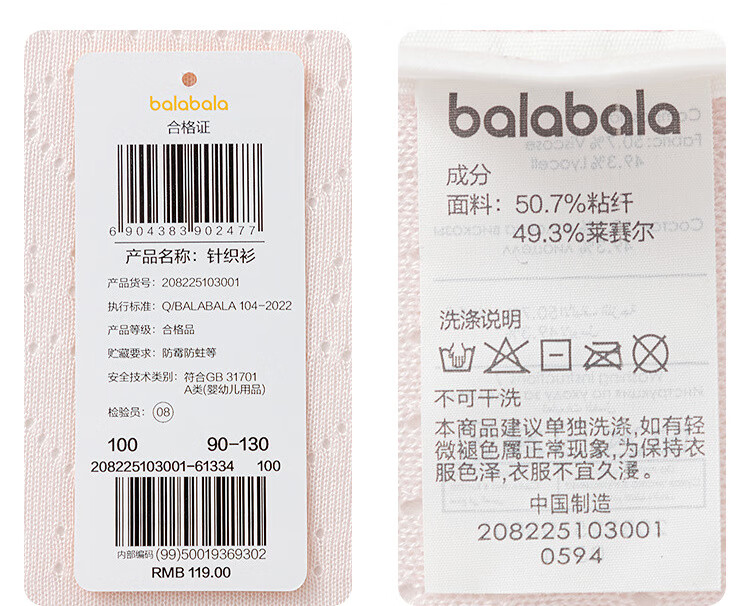 balabala
合格证
6 904383 902477
产品名称：针织衫
产品货号：208225103001
执行标准：Q/BALABALA 104-2022
产品等级：合格品
贮藏要求：防霉防蛀等
安全技术类别：符合GB 31701
A类(婴幼儿用品)
检验员：08
100 90-130
208225103001-61334 100
内部编码 (99)50019369302
RMB 119.00
balabala
成分
面料：50.7%粘纤
49.3%莱赛尔
洗涤说明
不可干洗
本商品建议单独洗涤,如有轻
微褪色属正常现象,为保持衣
服色泽,衣服不宜久浸。
中国制造
208225103001
0594